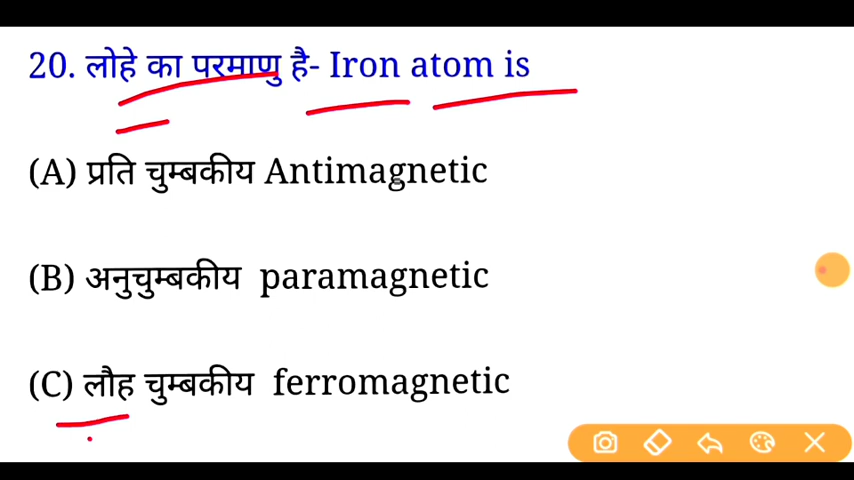 20. लोहे का परमाणु है- Iron atom is
(A) प्रति चुम्बकीय Antimagnetic
(B) अनुचुम्बकीय paramagnetic
(C) लौह चुम्बकीय ferromagnetic